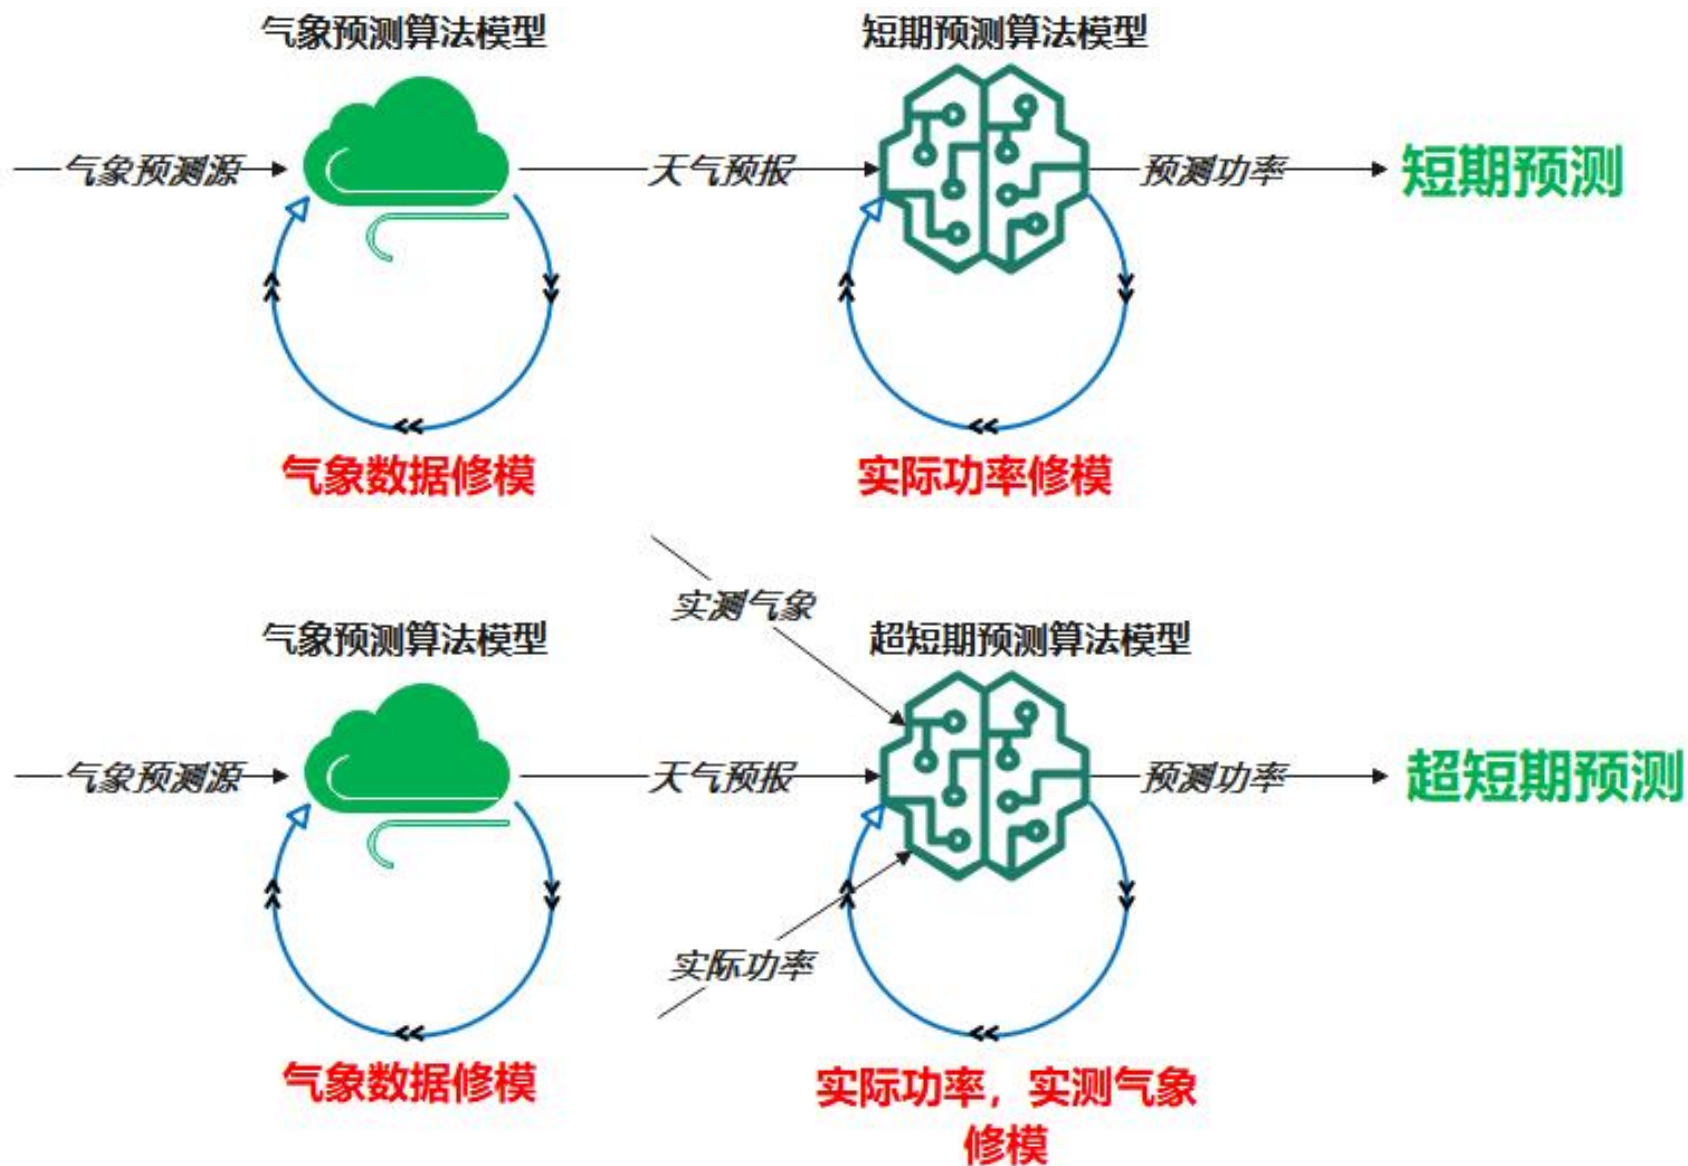 气象预测算法模型
短期预测算法模型
气象预测源
天气预报
预测功率
短期预测
气象数据修模
实际功率修模
实测气象
气象预测算法模型
超短期预测算法模型
气象预测源
天气预报
预测功率
超短期预测
实际功率
气象数据修模
实际功率，实测气象
修模